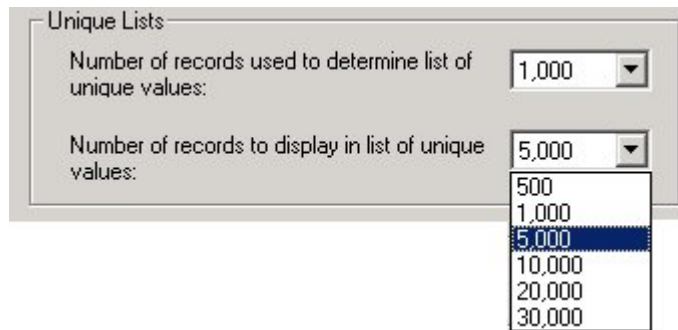 Unique Lists
Number of records used to determine list of
unique values:
1,000
Number of records to display in list of unique
values:
5,000
500
1,000
5,000
10,000
20,000
30,000